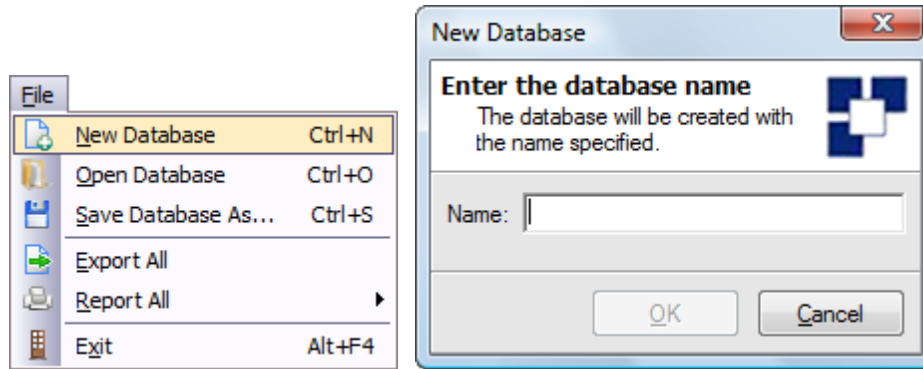 File
New Database Ctrl+N
Open Database Ctrl+O
Save Database As... Ctrl+S
Export All
Report All
Exit Alt+F4
New Database
Enter the database name
The database will be created with
the name specified.
Name:
OK Cancel